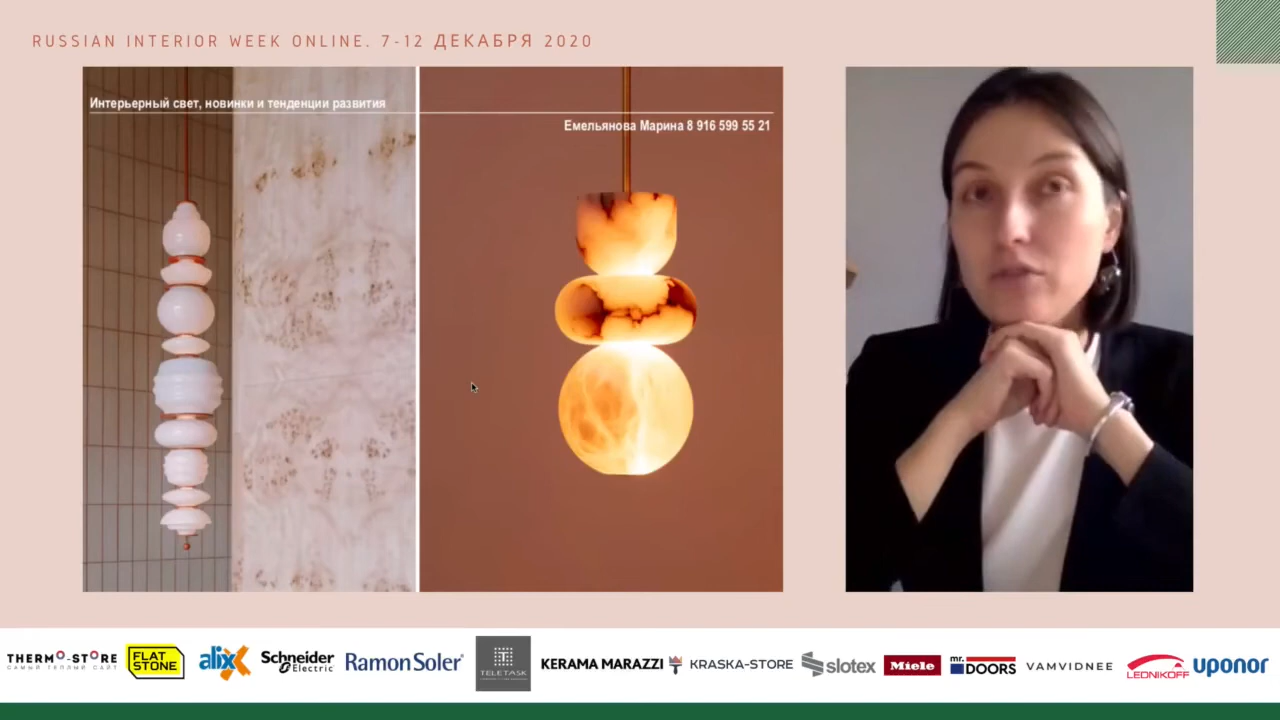 RUSSIAN INTERIOR WEEK ONLINE. 7-12 ДЕКАБРЯ 2020
Интерьерный свет, новинки и тенденции развития
Емельянова Марина 8 916 599 55 21
THERMO-STORE
САМЫЙ ТЕПЛЫЙ САЙТ
FLAT
STONE
alix
Schneider
Electric
Ramon Soler®
TELETASK
KERAMA MARAZZI
KRASKA-STORE
slotex
Miele
mr.
DOORS
VAMVIDNEE
LEDNIKOFF
uponor